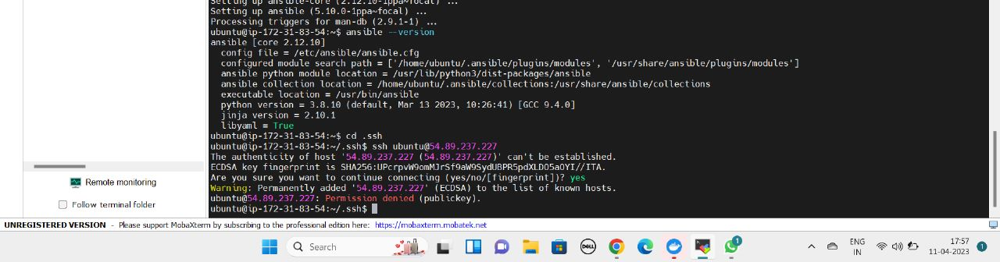 Setting up ansible-core (2.12.10-1ppa~focal) ...
Setting up ansible (5.10.0-1ppa~focal) ...
Processing triggers for man-db (2.9.1-1) ...
ubuntu@ip-172-31-83-54:~$ ansible --version
ansible [core 2.12.10]
  config file = /etc/ansible/ansible.cfg
  configured module search path = ['/home/ubuntu/.ansible/plugins/modules', '/usr/share/ansible/plugins/modules']
  ansible python module location = /usr/lib/python3/dist-packages/ansible
  ansible collection location = /home/ubuntu/.ansible/collections:/usr/share/ansible/collections
  executable location = /usr/bin/ansible
  python version = 3.8.10 (default, Mar 13 2023, 10:26:41) [GCC 9.4.0]
  jinja version = 2.10.1
  libyaml = True
ubuntu@ip-172-31-83-54:~$ cd .ssh
ubuntu@ip-172-31-83-54:~/.ssh$ ssh ubuntu@54.89.237.227
The authenticity of host '54.89.237.227 (54.89.237.227)' can't be established.
ECDSA key fingerprint is SHA256:UPcrpvW9omMJrSf9aW9SydUBPR5pdXLDO5aOYI//ITA.
Are you sure you want to continue connecting (yes/no/[fingerprint])? yes
Warning: Permanently added '54.89.237.227' (ECDSA) to the list of known hosts.
ubuntu@54.89.237.227: Permission denied (publickey).
ubuntu@ip-172-31-83-54:~/.ssh$
Remote monitoring
Follow terminal folder
UNREGISTERED VERSION - Please support MobaXterm by subscribing to the professional edition here: https://mobaxterm.mobatek.net
Search
DELL
1
ENG
IN
17:57
11-04-2023
1